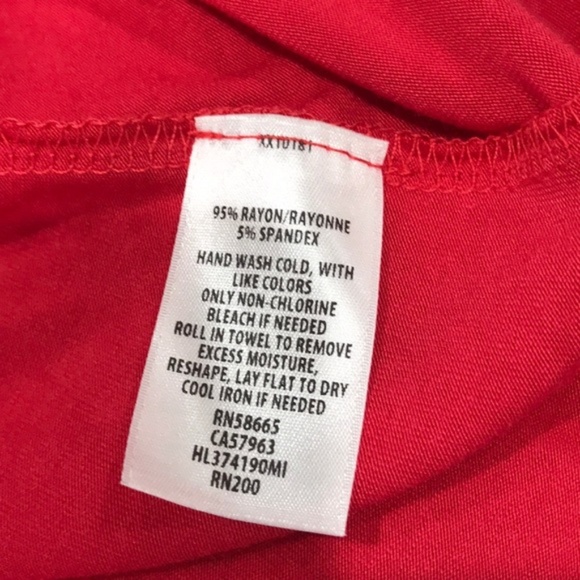 XX10181
95% RAYON/RAYONNE
5% SPANDEX
HAND WASH COLD, WITH
LIKE COLORS
ONLY NON-CHLORINE
BLEACH IF NEEDED
ROLL IN TOWEL TO REMOVE
EXCESS MOISTURE,
RESHAPE, LAY FLAT TO DRY
COOL IRON IF NEEDED
RN58665
CA57963
HL374190MI
RN200